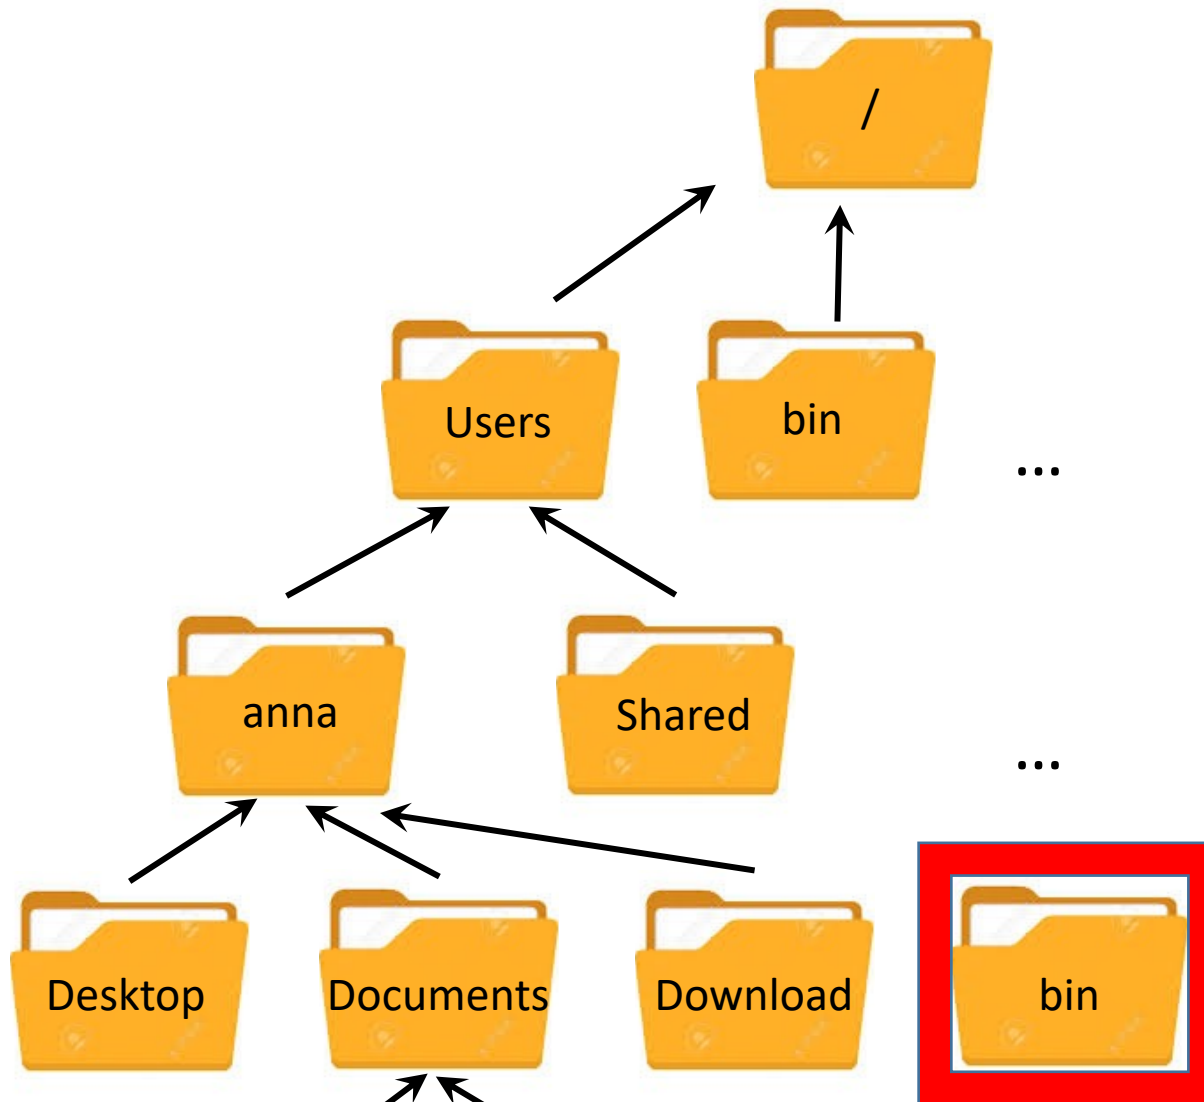 /
Users
bin
...
anna
Shared
...
Desktop
Documents
Download
bin